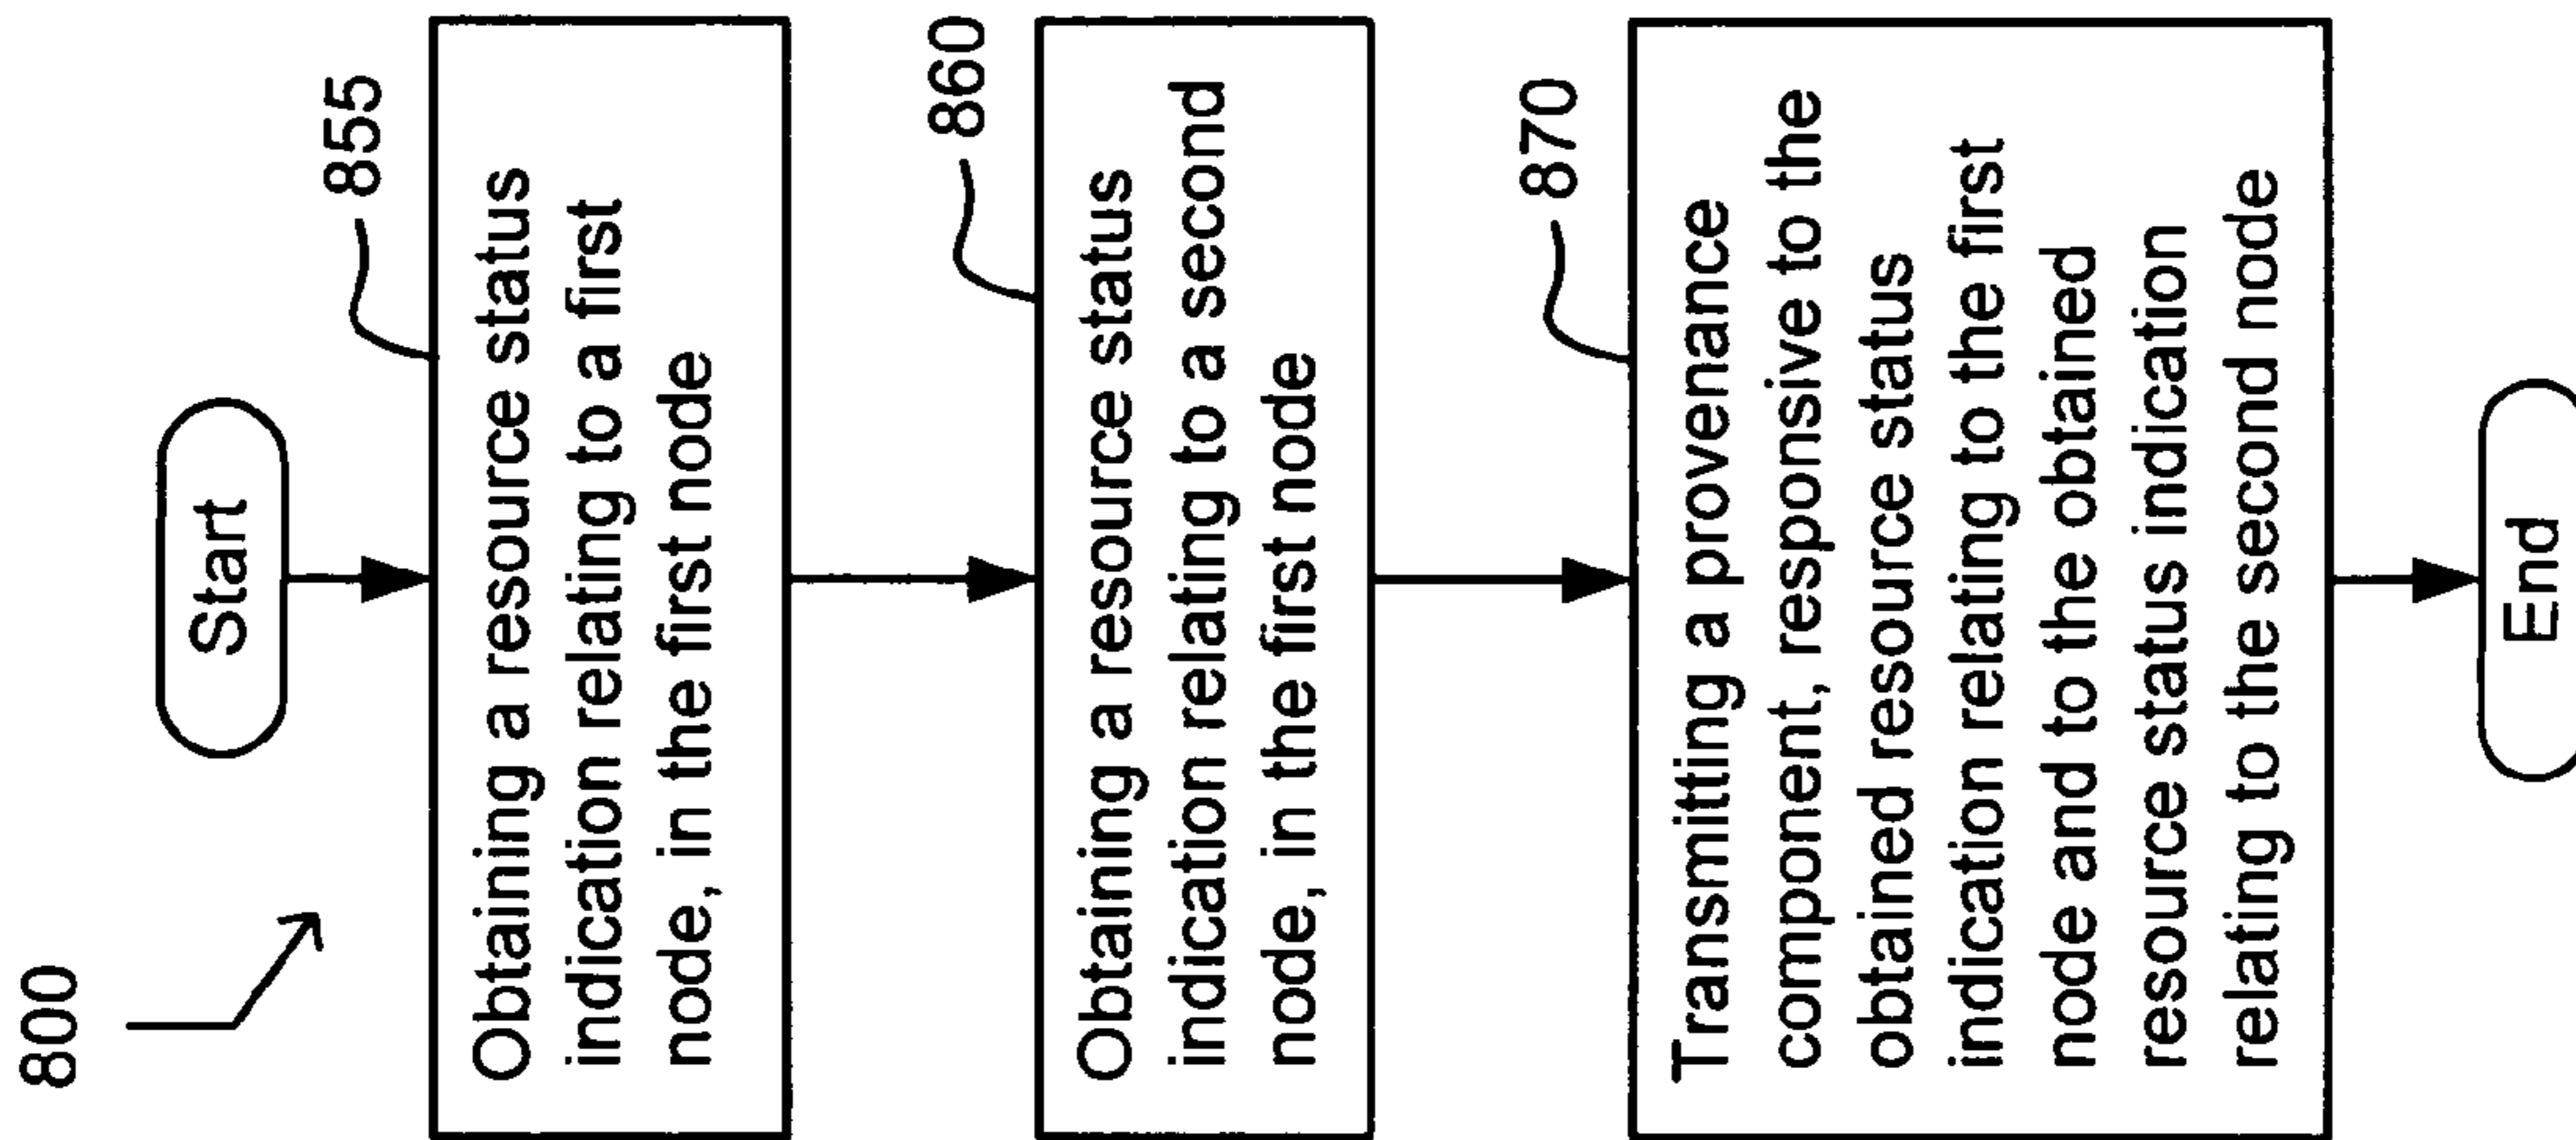 800
Start
855
Obtaining a resource status
indication relating to a first
node, in the first node
860
Obtaining a resource status
indication relating to a second
node, in the first node
870
Transmitting a provenance
component, responsive to the
obtained resource status
indication relating to the first
node and to the obtained
resource status indication
relating to the second node
End